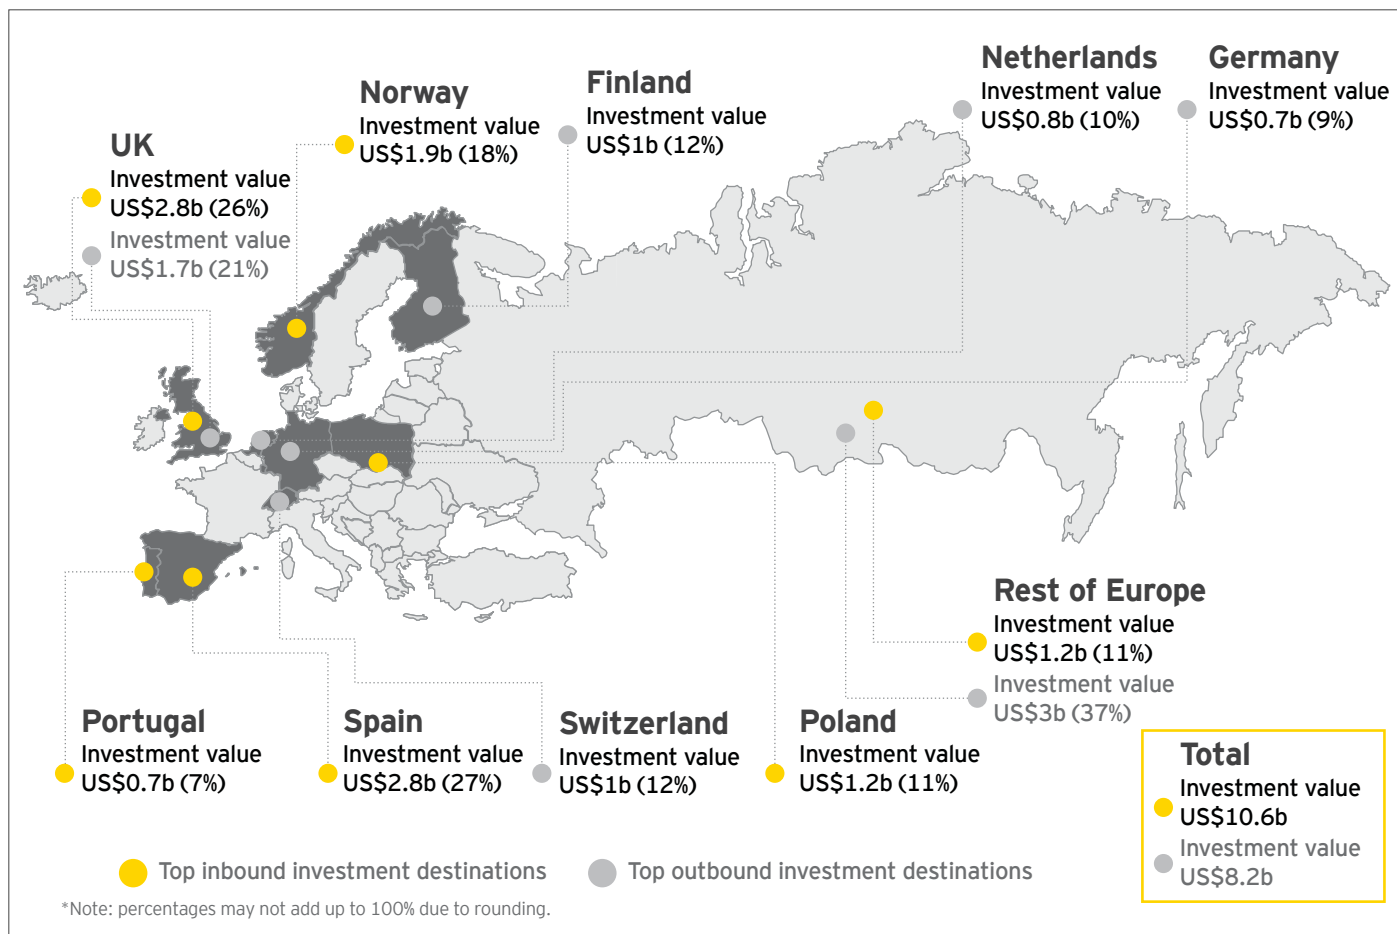 Netherlands
Investment value
US$0.8b (10%)
Germany
Investment value
US$0.7b (9%)
Finland
Investment value
US$1b (12%)
Norway
Investment value
US$1.9b (18%)
UK
Investment value
US$2.8b (26%)
Investment value
US$1.7b (21%)
Rest of Europe
Investment value
US$1.2b (11%)
Investment value
US$3b (37%)
Portugal
Investment value
US$0.7b (7%)
Spain
Investment value
US$2.8b (27%)
Switzerland
Investment value
US$1b (12%)
Poland
Investment value
US$1.2b (11%)
Total
Investment value
US$10.6b
Investment value
US$8.2b
Top inbound investment destinations
Top outbound investment destinations
*Note: percentages may not add up to 100% due to rounding.